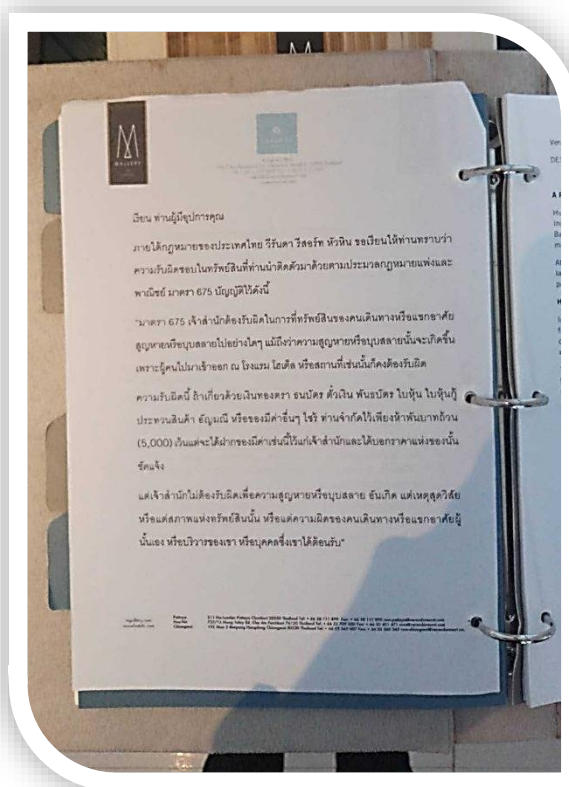 M
GALLERY
เรียน ท่านผู้มีอุปการคุณ
ภายใต้กฎหมายของประเทศไทย วีรันดา รีสอร์ท หัวหิน ขอเรียนให้ท่านทราบว่า
ความรับผิดชอบในทรัพย์สินที่ท่านนำติดตัวมาด้วยตามประมวลกฎหมายแพ่งและ
พาณิชย์ มาตรา 675 บัญญัติไว้ดังนี้
"มาตรา 675 เจ้าสำนักต้องรับผิดในการที่ทรัพย์สินของคนเดินทางหรือแขกอาศัย
สูญหายหรือบุบสลายไปอย่างใดๆ แม้ถึงว่าความสูญหายหรือบุบสลายนั้นจะเกิดขึ้น
เพราะผู้คนไปมาเข้าออก ณ โรงแรม โฮเต็ล หรือสถานที่เช่นนั้นก็คงต้องรับผิด
ความรับผิดนี้ ถ้าเกี่ยวด้วยเงินทองตรา ธนบัตร ตั๋วเงิน พันธบัตร ใบหุ้น ใบหุ้นกู้
ประทวนสินค้า อัญมณี หรือของมีค่าอื่นๆ ไซร้ ท่านจำกัดไว้เพียงห้าพันบาทถ้วน
(5,000) เว้นแต่จะได้ฝากของมีค่าเช่นนี้ไว้แก่เจ้าสำนักและได้บอกราคาแห่งของนั้น
ชัดแจ้ง
แต่เจ้าสำนักไม่ต้องรับผิดเพื่อความสูญหายหรือบุบสลาย อันเกิด แต่เหตุสุดวิสัย
หรือแต่สภาพแห่งทรัพย์สินนั้น หรือแต่ความผิดของคนเดินทางหรือแขกอาศัยผู้
นั้นเอง หรือบริวารของเขา หรือบุคคลซึ่งเขาได้ต้อนรับ"
Pattaya
Hua Hin
Chiangmai